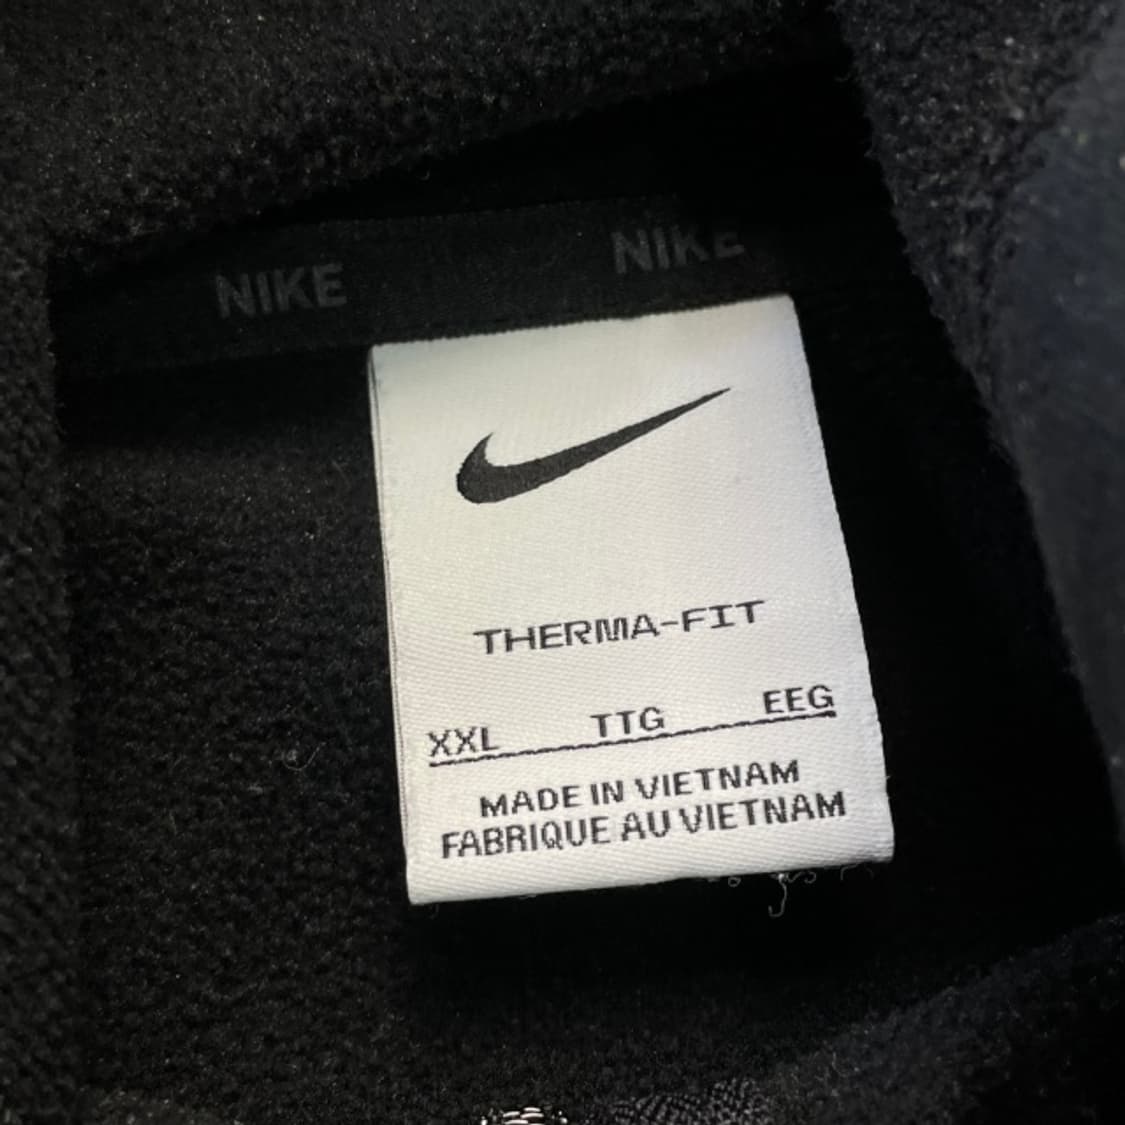 NIKE NIKE
THERMA-FIT
XXL TTG EEG
MADE IN VIETNAM
FABRIQUE AU VIETNAM